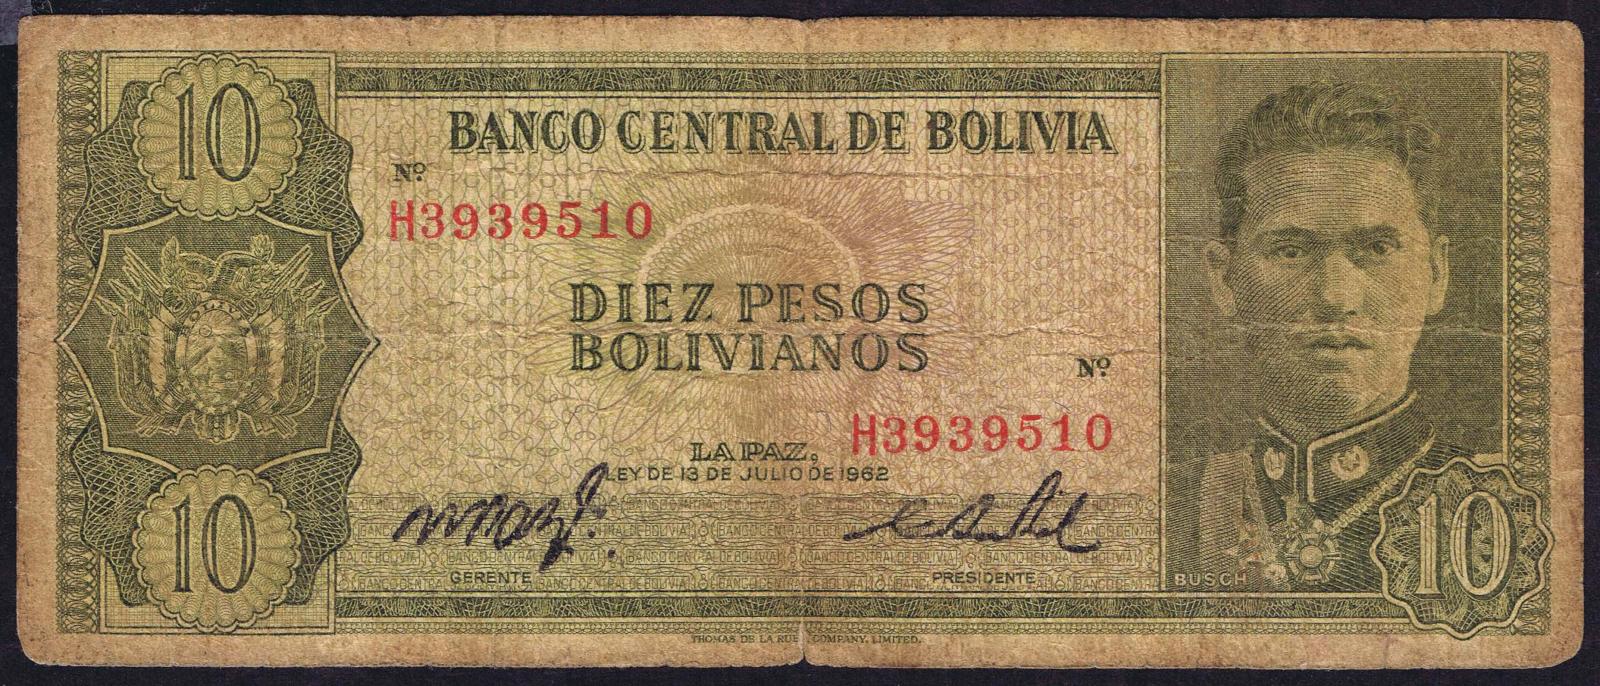 10
BANCO CENTRAL DE BOLIVIA
Nº
H3939510
BOLIVIA
DIEZ PESOS
BOLIVIANOS
Nº
H3939510
LA PAZ,
LEY DE 13 DE JULIO DE 1962
GERENTE
PRESIDENTE
BUSCH
10
10
THOMAS DE LA RUE COMPANY, LIMITED.